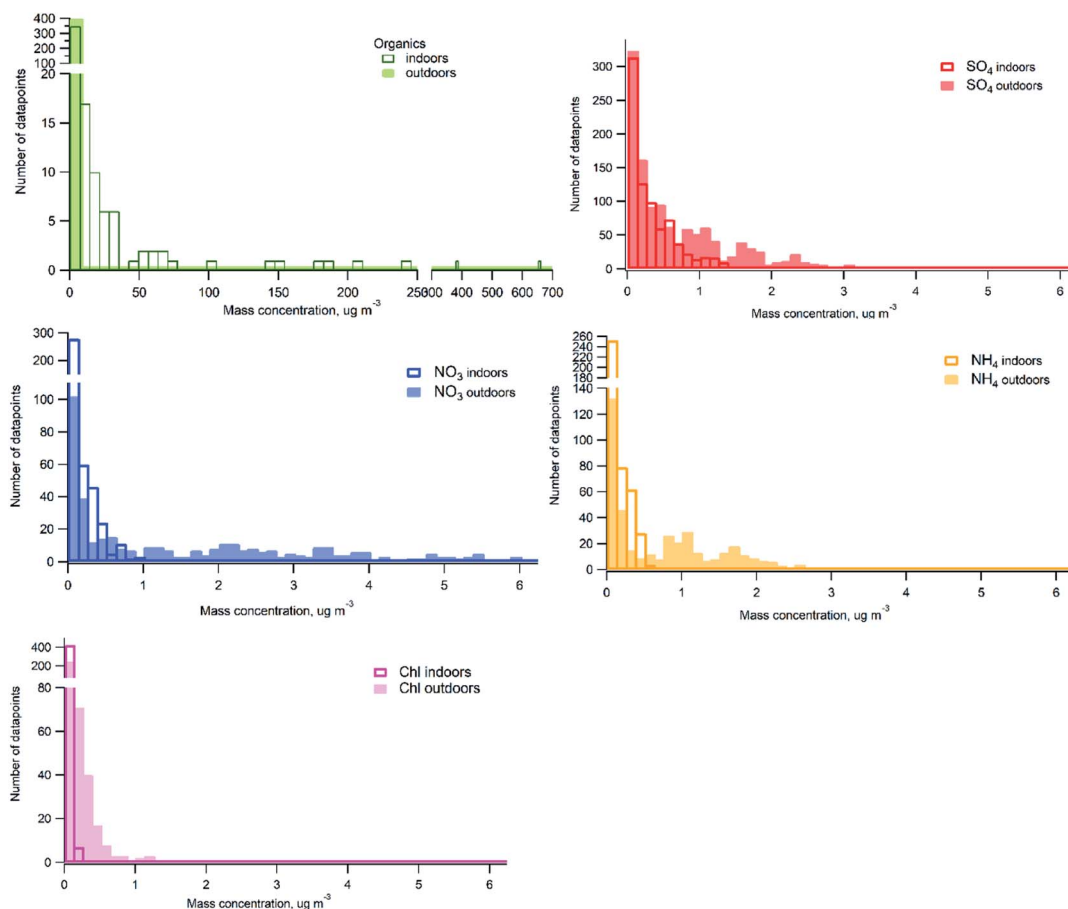 Organics
indoors
outdoors
Number of datapoints
400
300
200
100
20
15
10
5
0
0 50 100 150 200 250 300 400 500 600 700
Mass concentration, ug m-3
SO4 indoors
SO4 outdoors
Number of datapoints
300
250
200
150
100
50
0
0 1 2 3 4 5 6
Mass concentration, ug m-3
NO3 indoors
NO3 outdoors
Number of datapoints
300
200
100
80
60
40
20
0
0 1 2 3 4 5 6
Mass concentration, ug m-3
NH4 indoors
NH4 outdoors
Number of datapoints
260
240
220
200
180
140
120
100
80
60
40
20
0
0 1 2 3 4 5 6
Mass concentration, ug m-3
Chl indoors
Chl outdoors
Number of datapoints
400
200
80
60
40
20
0
0 1 2 3 4 5 6
Mass concentration, ug m-3